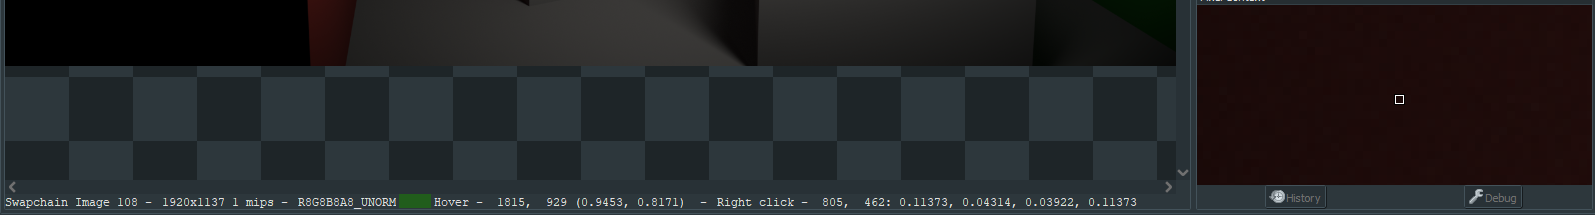 Swapchain Image 108 - 1920x1137 1 mips - R8G8B8A8_UNORM Hover - 1815, 929 (0.9453, 0.8171) - Right click - 805, 462: 0.11373, 0.04314, 0.03922, 0.11373
History
Debug